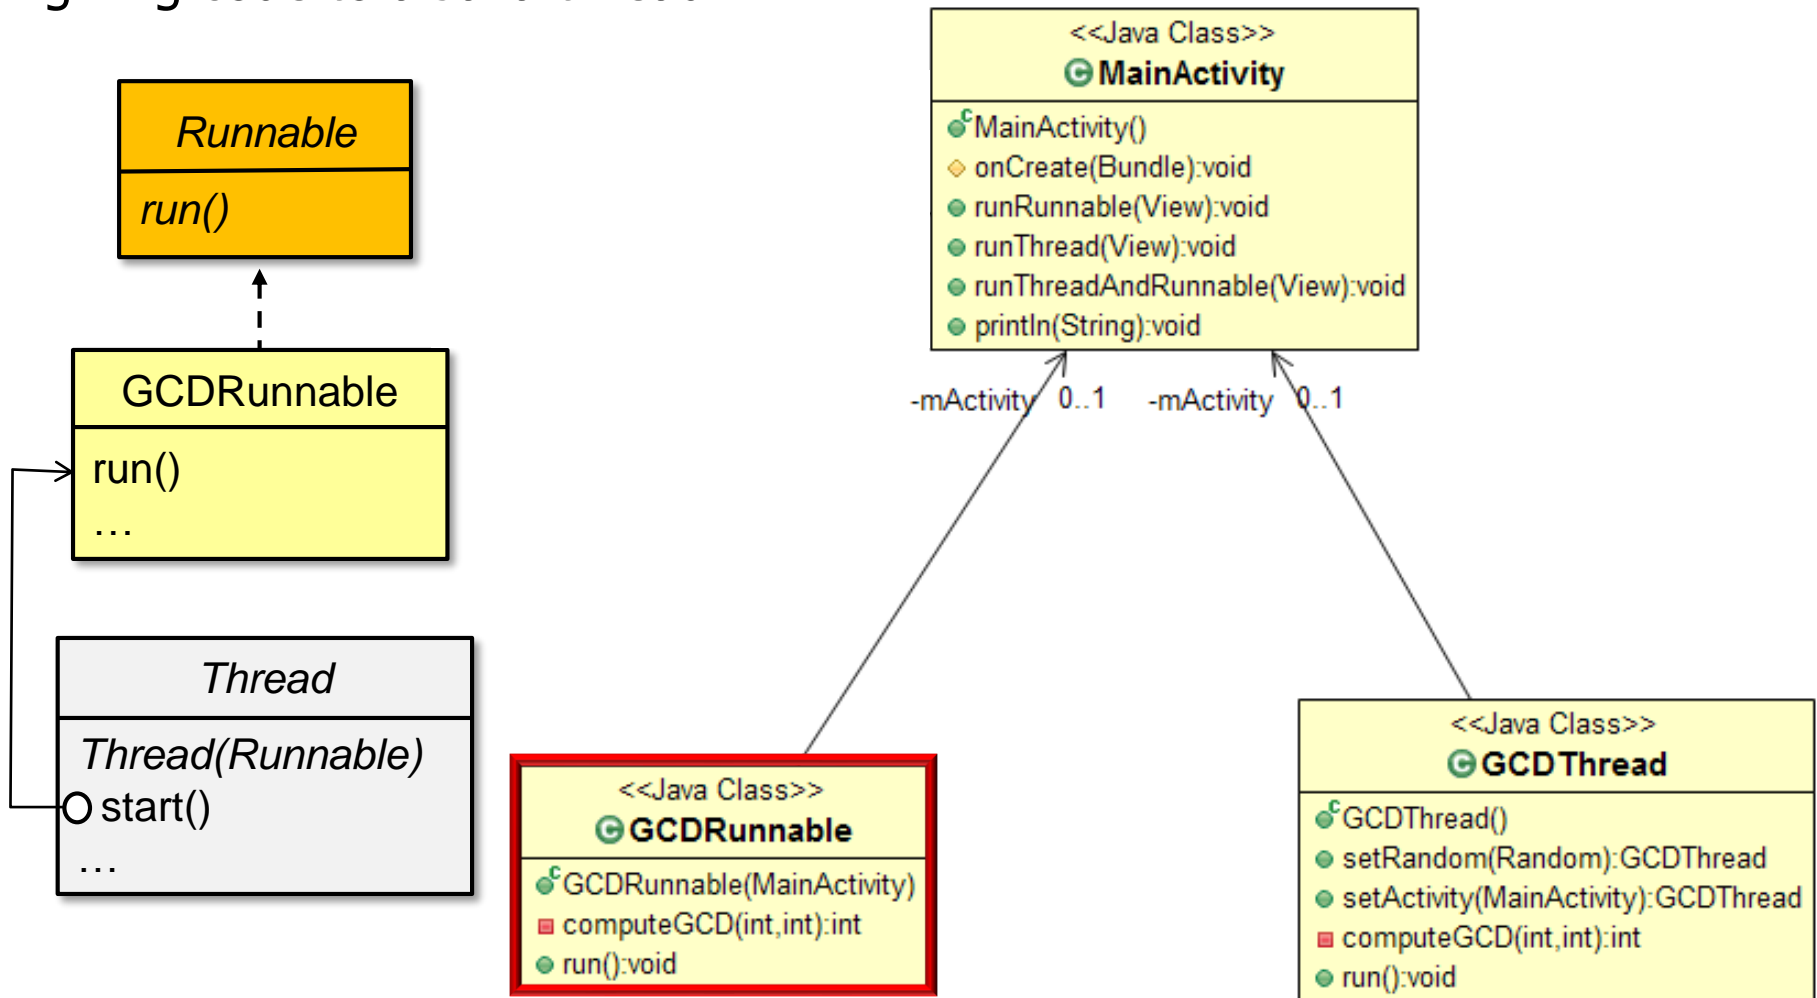 Runnable
run()
GCDRunnable
run()
...
Thread
Thread(Runnable)
start()
...
<<Java Class>>
MainActivity
MainActivity()
onCreate(Bundle):void
runRunnable(View):void
runThread(View):void
runThreadAndRunnable(View):void
println(String):void
-mActivity 0..1 -mActivity 0..1
<<Java Class>>
GCDRunnable
GCDRunnable(MainActivity)
computeGCD(int,int):int
run():void
<<Java Class>>
GCDThread
GCDThread()
setRandom(Random):GCDThread
setActivity(MainActivity):GCDThread
computeGCD(int,int):int
run():void